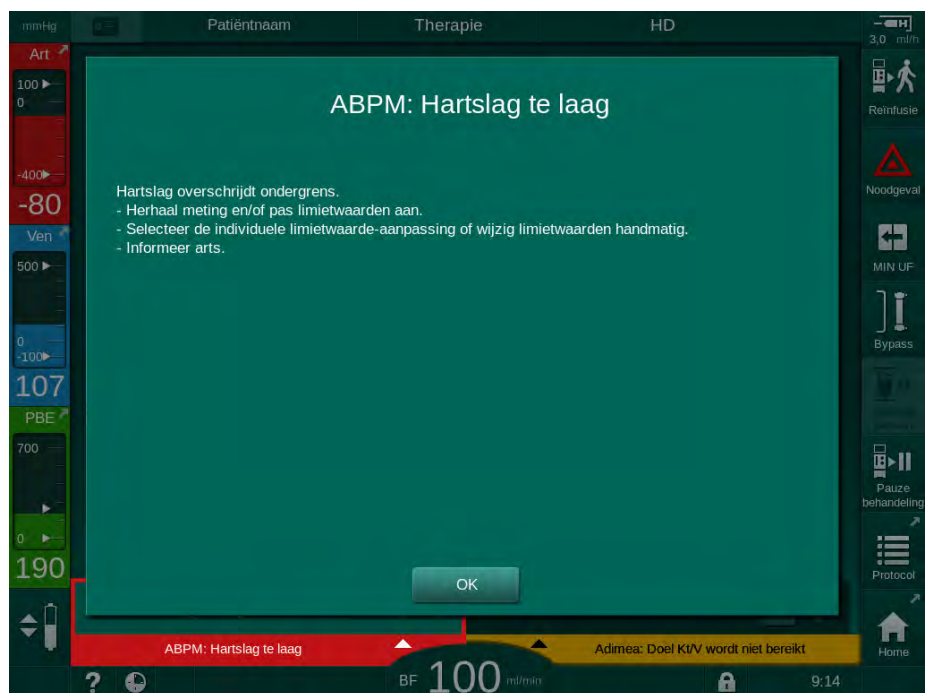 mmHg
Patiëntnaam
Therapie
HD
H
3,0 ml/h
Art
100
0
-400
-80
Ven
500
0
-100
107
PBE
700
0
190
ABPM: Hartslag te laag
Hartslag overschrijdt ondergrens.
- Herhaal meting en/of pas limietwaarden aan.
- Selecteer de individuele limietwaarde-aanpassing of wijzig limietwaarden handmatig.
- Informeer arts.
OK
Reïnfusie
Noodgeval
MIN UF
Bypass
Pauze
behandeling
Protocol
Home
ABPM: Hartslag te laag
Adimea: Doel Kt/V wordt niet bereikt
?
BF 100 ml/min
9:14